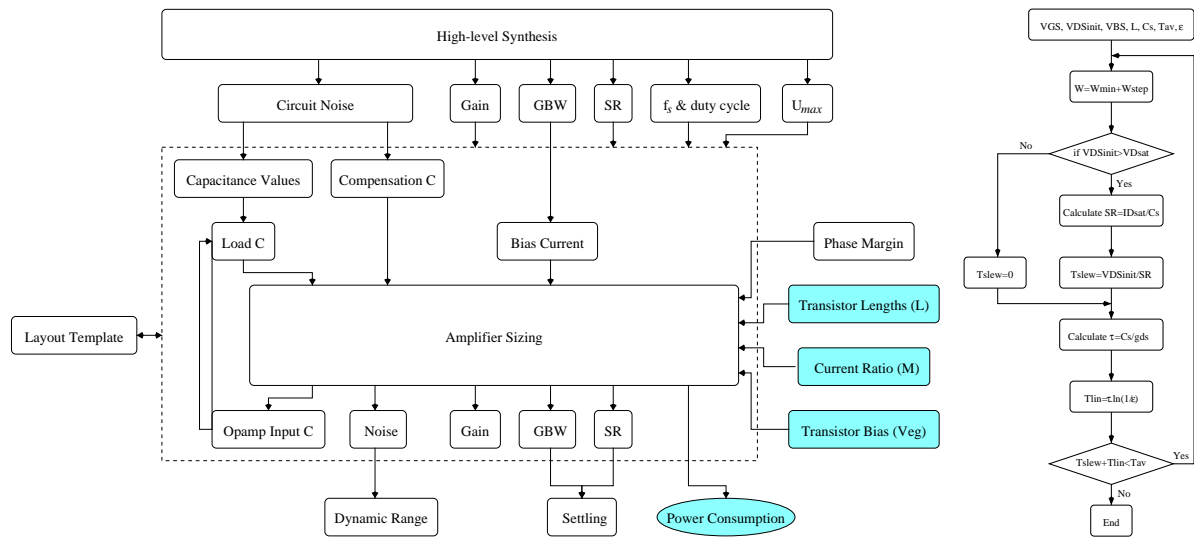 High-level Synthesis
Circuit Noise
Gain
GBW
SR
f_s & duty cycle
U_max
Capacitance Values
Compensation C
Load C
Bias Current
Phase Margin
Transistor Lengths (L)
Layout Template
Amplifier Sizing
Current Ratio (M)
Opamp Input C
Noise
Gain
GBW
SR
Transistor Bias (Veg)
Dynamic Range
Settling
Power Consumption
VGS, VDSinit, VBS, L, Cs, Tav, ε
W=Wmin+Wstep
No
if VDSinit>VDsat
Yes
Calculate SR=IDsat/Cs
Tslew=0
Tslew=VDSinit/SR
Calculate τ=Cs/gds
Tlin=τ.ln(1/ε)
Tslew+Tlin<Tav
Yes
No
End